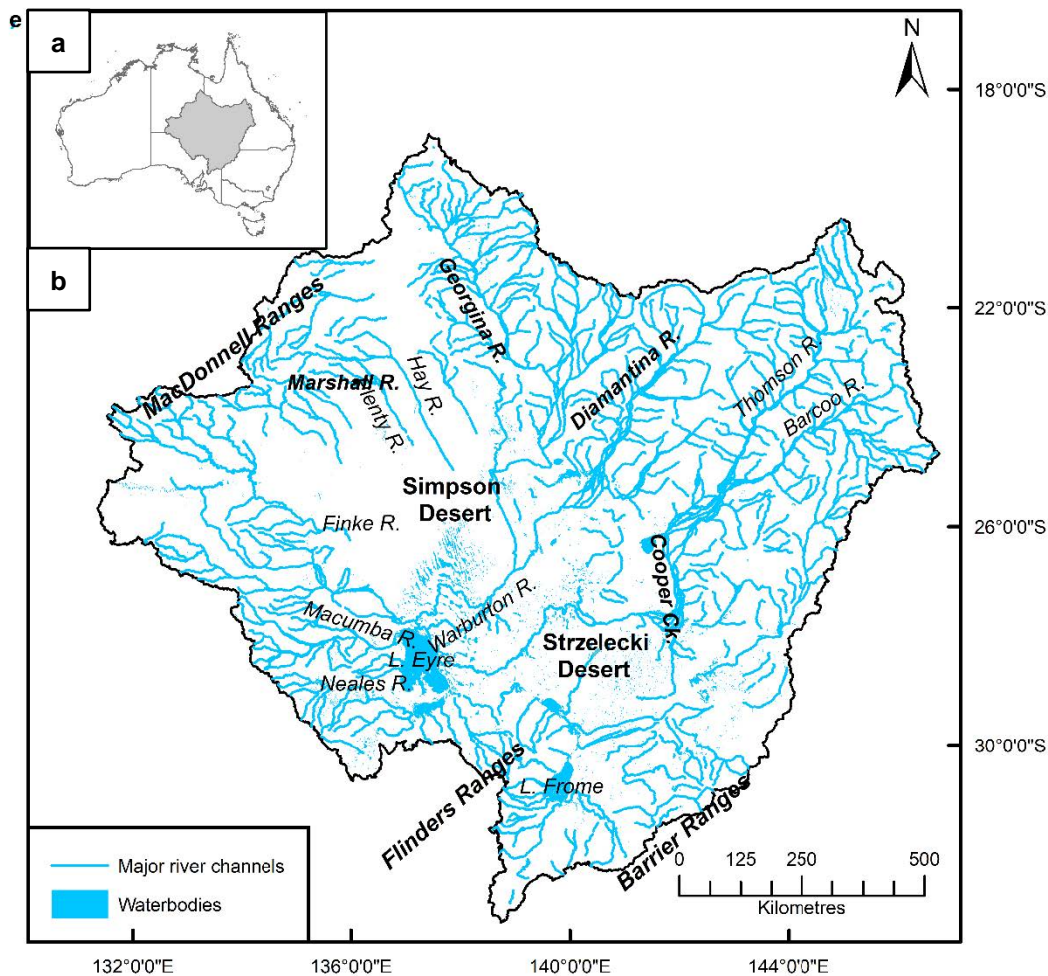 e
a
b
N
18°0'0"S
22°0'0"S
26°0'0"S
30°0'0"S
MacDonnell Ranges
Georgina R.
Marshall R.
Plenty R.
Hay R.
Diamantina R.
Thomson R.
Barcoo R.
Simpson
Desert
Finke R.
Cooper Ck.
Macumba R.
Warburton R.
L. Eyre
Neales R.
Strzelecki
Desert
Flinders Ranges
L. Frome
Barrier Ranges
Major river channels
Waterbodies
0 125 250 500
Kilometres
132°0'0"E 136°0'0"E 140°0'0"E 144°0'0"E